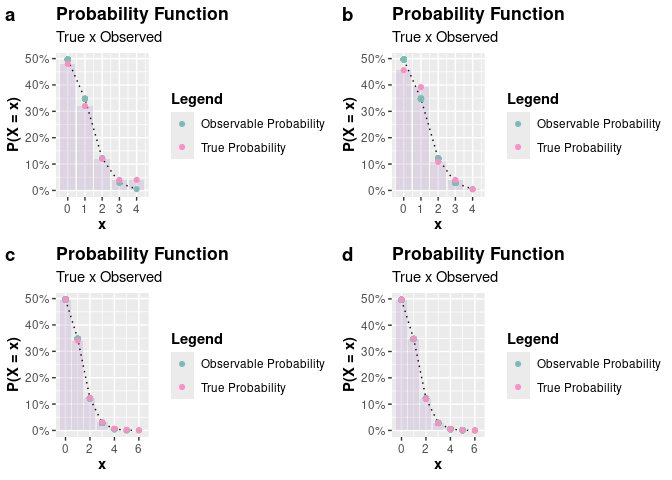 a
Probability Function
True x Observed
50%
40%
30%
20%
10%
0%
P(X = x)
0 1 2 3 4
x
Legend
Observable Probability
True Probability
b
Probability Function
True x Observed
50%
40%
30%
20%
10%
0%
P(X = x)
0 1 2 3 4
x
Legend
Observable Probability
True Probability
c
Probability Function
True x Observed
50%
40%
30%
20%
10%
0%
P(X = x)
0 2 4 6
x
Legend
Observable Probability
True Probability
d
Probability Function
True x Observed
50%
40%
30%
20%
10%
0%
P(X = x)
0 2 4 6
x
Legend
Observable Probability
True Probability